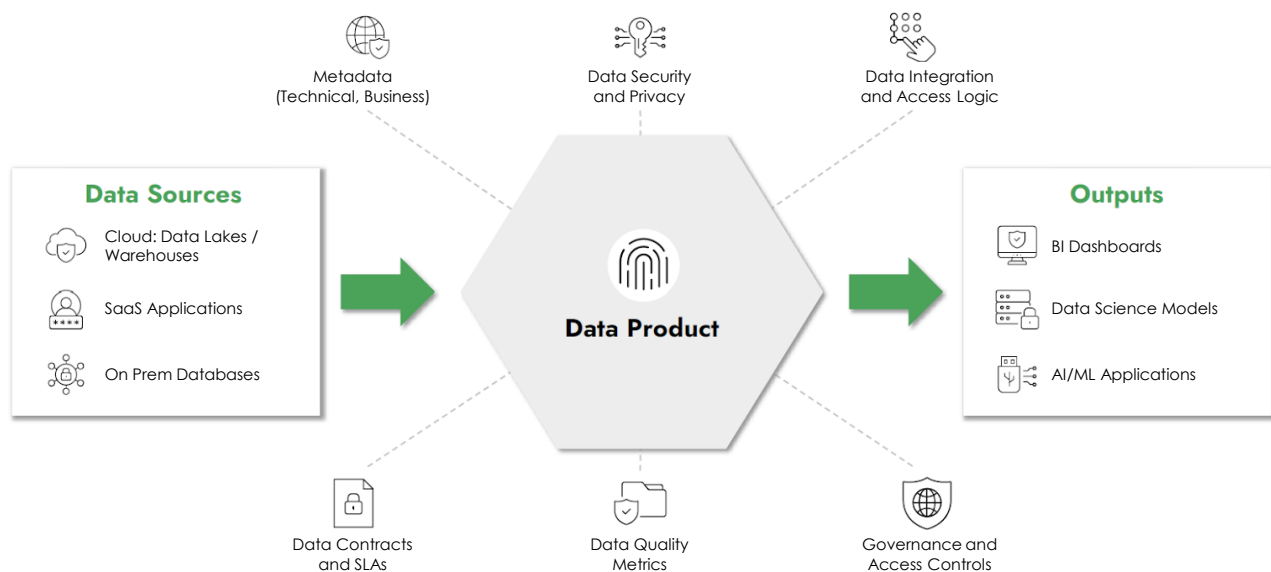 Metadata
(Technical, Business)
Data Security
and Privacy
Data Integration
and Access Logic
Data Sources
Cloud: Data Lakes /
Warehouses
SaaS Applications
On Prem Databases
Data Product
Outputs
BI Dashboards
Data Science Models
AI/ML Applications
Data Contracts
and SLAs
Data Quality
Metrics
Governance and
Access Controls